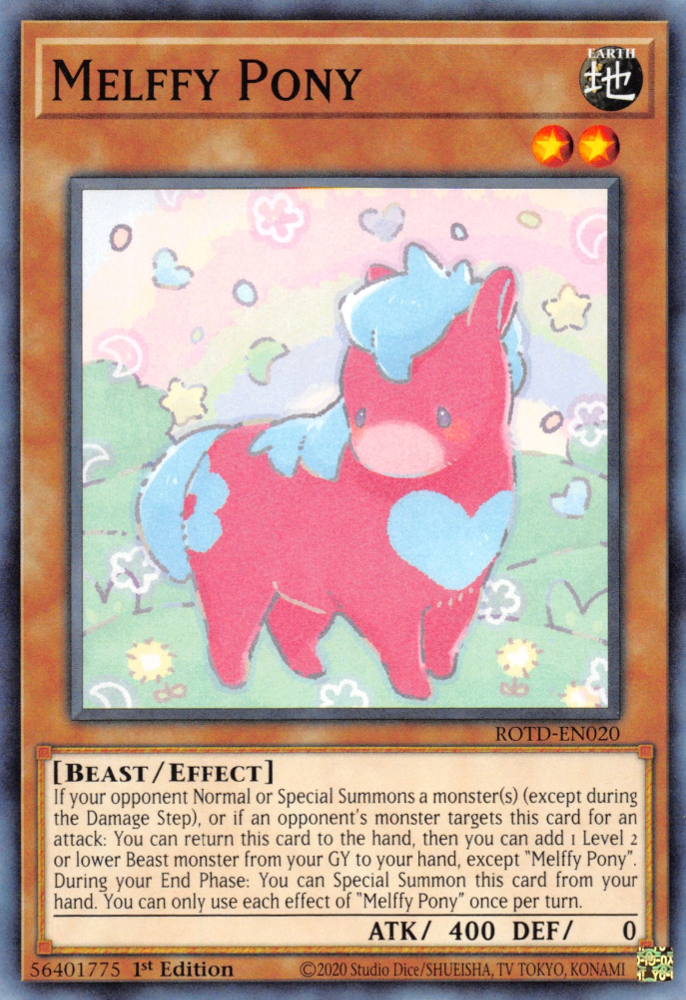 MELFFY PONY
EARTH
地
ROTD-EN020
[BEAST/EFFECT]
If your opponent Normal or Special Summons a monster(s) (except during
the Damage Step), or if an opponent's monster targets this card for an
attack: You can return this card to the hand, then you can add 1 Level 2
or lower Beast monster from your GY to your hand, except "Melffy Pony".
During your End Phase: You can Special Summon this card from your
hand. You can only use each effect of "Melffy Pony" once per turn.
ATK/ 400 DEF/ 0
56401775 1st Edition ©2020 Studio Dice/SHUEISHA, TV TOKYO, KONAMI